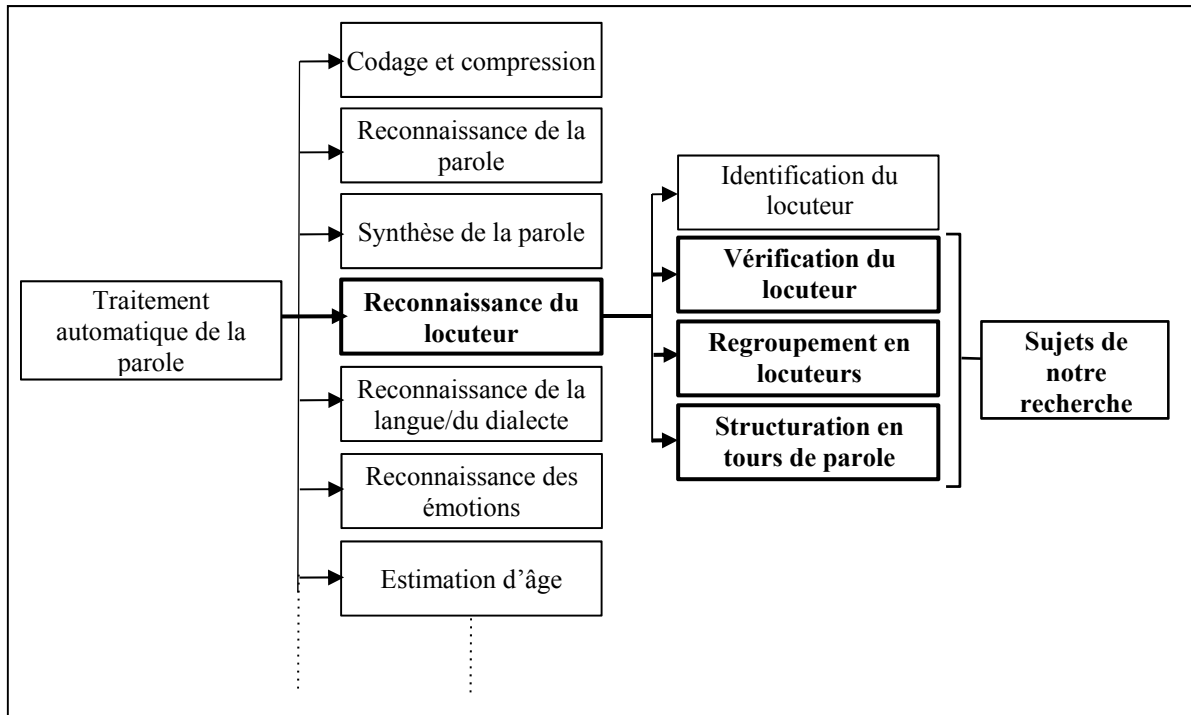 Codage et compression
Reconnaissance de la
parole
Synthèse de la parole
Traitement
automatique de la
parole
Reconnaissance du
locuteur
Reconnaissance de la
langue/du dialecte
Reconnaissance des
émotions
Estimation d’âge
Identification du
locuteur
Vérification du
locuteur
Regroupement en
locuteurs
Structuration en
tours de parole
Sujets de
notre
recherche